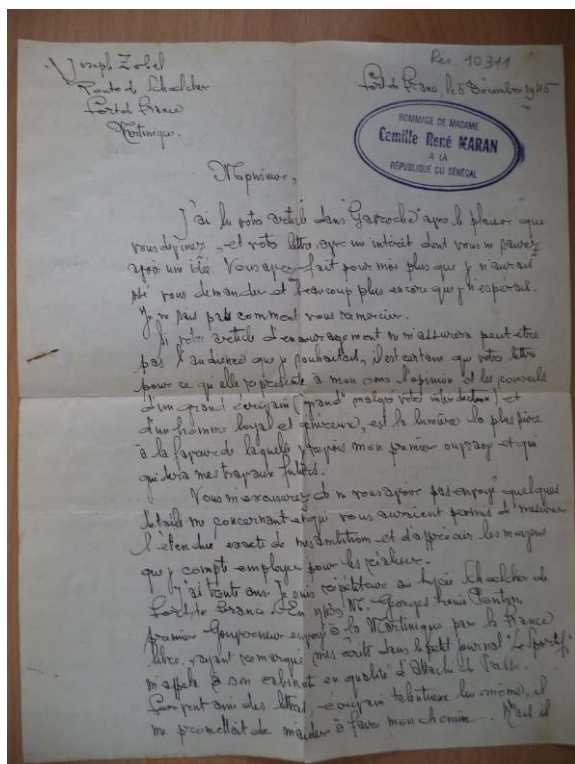 Joseph Zobel
Route de Schoelcher
Fort de France
Martinique.
Rés. 10311
Fort de France, le 5 Décembre 1945
HOMMAGE DE MADAME
Camille René MARAN
A LA
RÉPUBLIQUE DU SÉNÉGAL
Monsieur,
J'ai lu votre article dans "Gavroche" avec le plaisir que
vous devinez, et votre lettre avec un intérêt dont vous ne pouvez
avoir une idée. Vous avez fait pour moi plus que je n'aurais
osé vous demander et beaucoup plus encore que je n'espérais.
Je ne sais pas comment vous remercier.
Si votre article d'encouragement ne m'assurera peut-être
pas l'audience que je souhaitais, il est certain que votre lettre
pour ce qu'elle représente à mon sens l'opinion et les conseils
d'un grand écrivain ("grand" malgré votre interdiction) et
d'un homme loyal et généreux, est la lumière la plus
à la faveur de laquelle je revois mon premier ouvrage et qui
guidera mes travaux futurs.
Vous m'excuserez de ne vous avoir pas envoyé quelques
détails me concernant et qui vous auraient permis de mesurer
l'étendue exacte de mes ambitions et d'apprécier les moyens
que je compte employer pour les réaliser.
J'ai trente ans. Je suis répétiteur au Lycée Schoelcher de
Fort de France. En 1943 M. Georges Louis Ponton,
premier Gouverneur envoyé à la Martinique par la France
libre, ayant remarqué mes écrits dans le petit journal "Le Sportif"
m'appela à son cabinet en qualité d'Attaché de Presse.
Fervent ami des lettres, écrivain talentueux lui-même, il
me promettait de m'aider à faire mon chemin. Mais il